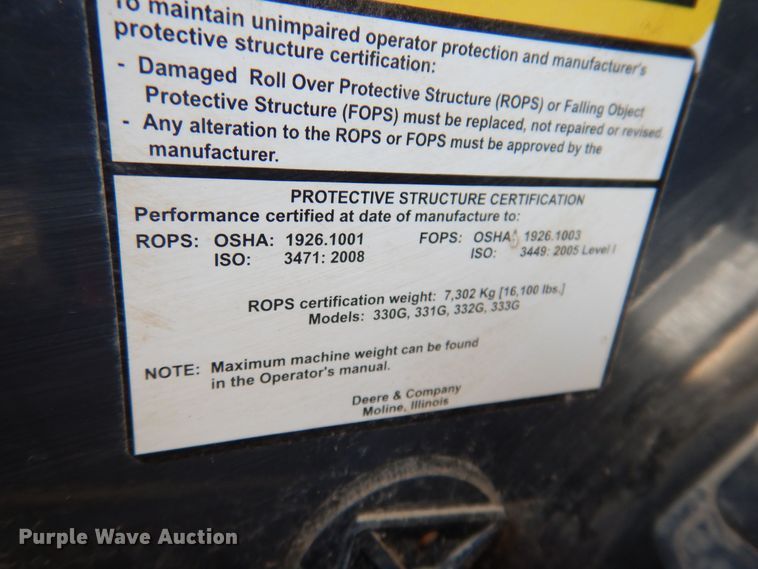 To maintain unimpaired operator protection and manufacturer's
protective structure certification:
- Damaged Roll Over Protective Structure (ROPS) or Falling Object
Protective Structure (FOPS) must be replaced, not repaired or revised.
- Any alteration to the ROPS or FOPS must be approved by the
manufacturer.
PROTECTIVE STRUCTURE CERTIFICATION
Performance certified at date of manufacture to:
ROPS: OSHA: 1926.1001 FOPS: OSHA: 1926.1003
ISO: 3471: 2008 ISO: 3449: 2005 Level I
ROPS certification weight: 7,302 Kg [16,100 lbs.]
Models: 330G, 331G, 332G, 333G
NOTE: Maximum machine weight can be found
in the Operator's manual.
Deere & Company
Moline, Illinois
Purple Wave Auction